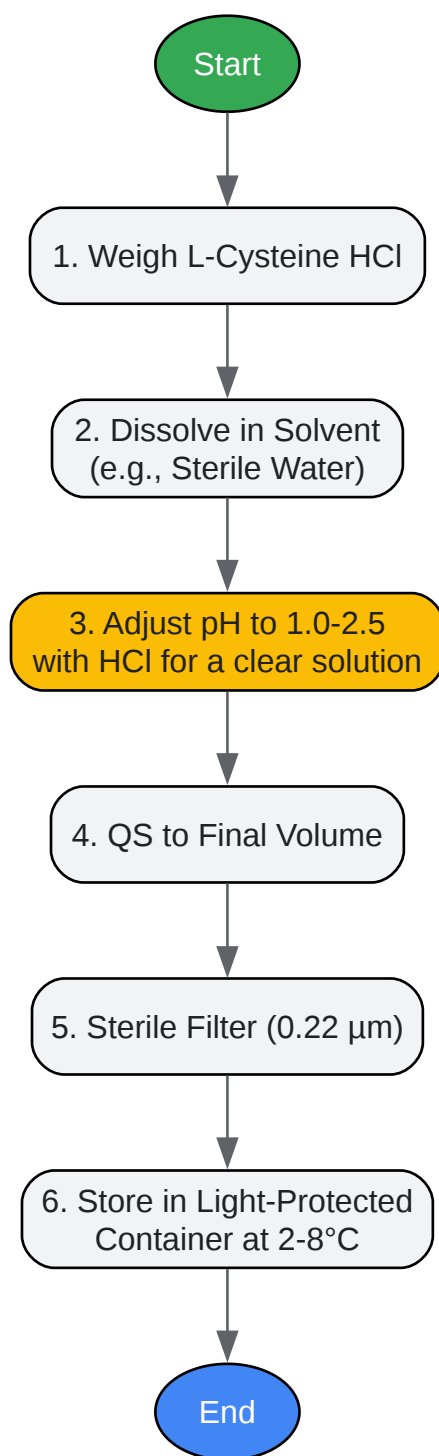 Start
1. Weigh L-Cysteine HCl
2. Dissolve in Solvent
(e.g., Sterile Water)
3. Adjust pH to 1.0-2.5
with HCl for a clear solution
4. QS to Final Volume
5. Sterile Filter (0.22 µm)
6. Store in Light-Protected
Container at 2-8°C
End